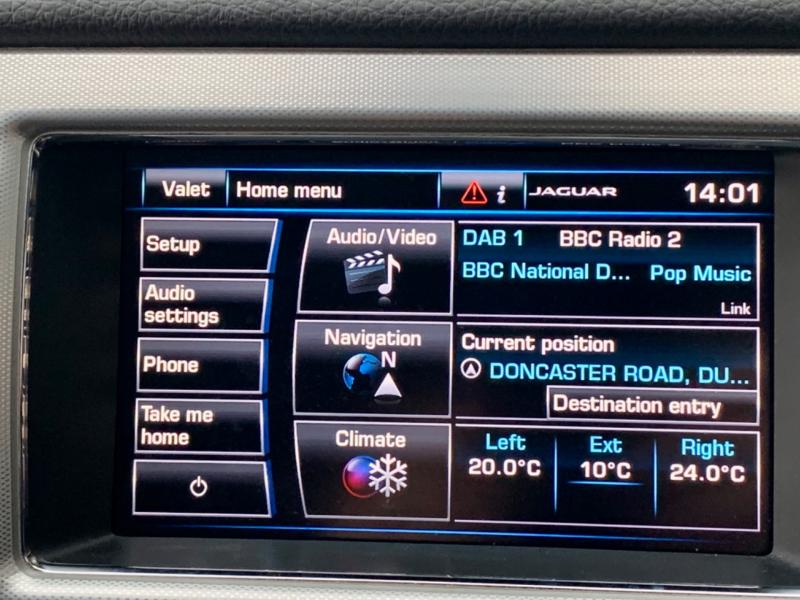 Valet Home menu i JAGUAR 14:01
Setup
Audio
settings
Phone
Take me
home
Audio/Video
Navigation
N
Climate
DAB 1 BBC Radio 2
BBC National D... Pop Music
Link
Current position
DONCASTER ROAD, DU...
Destination entry
Left Ext Right
20.0°C 10°C 24.0°C